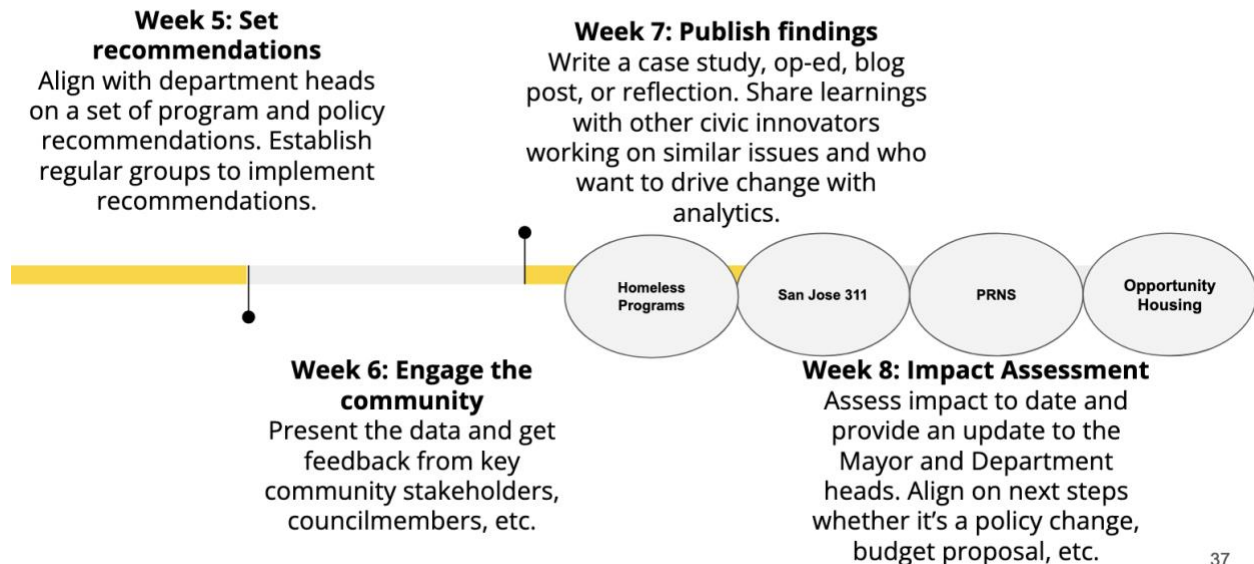 Week 5: Set
recommendations
Align with department heads
on a set of program and policy
recommendations. Establish
regular groups to implement
recommendations.
Week 7: Publish findings
Write a case study, op-ed, blog
post, or reflection. Share learnings
with other civic innovators
working on similar issues and who
want to drive change with
analytics.
Homeless
Programs
San Jose 311
PRNS
Opportunity
Housing
Week 6: Engage the
community
Present the data and get
feedback from key
community stakeholders,
councilmembers, etc.
Week 8: Impact Assessment
Assess impact to date and
provide an update to the
Mayor and Department
heads. Align on next steps
whether it’s a policy change,
budget proposal, etc.
37